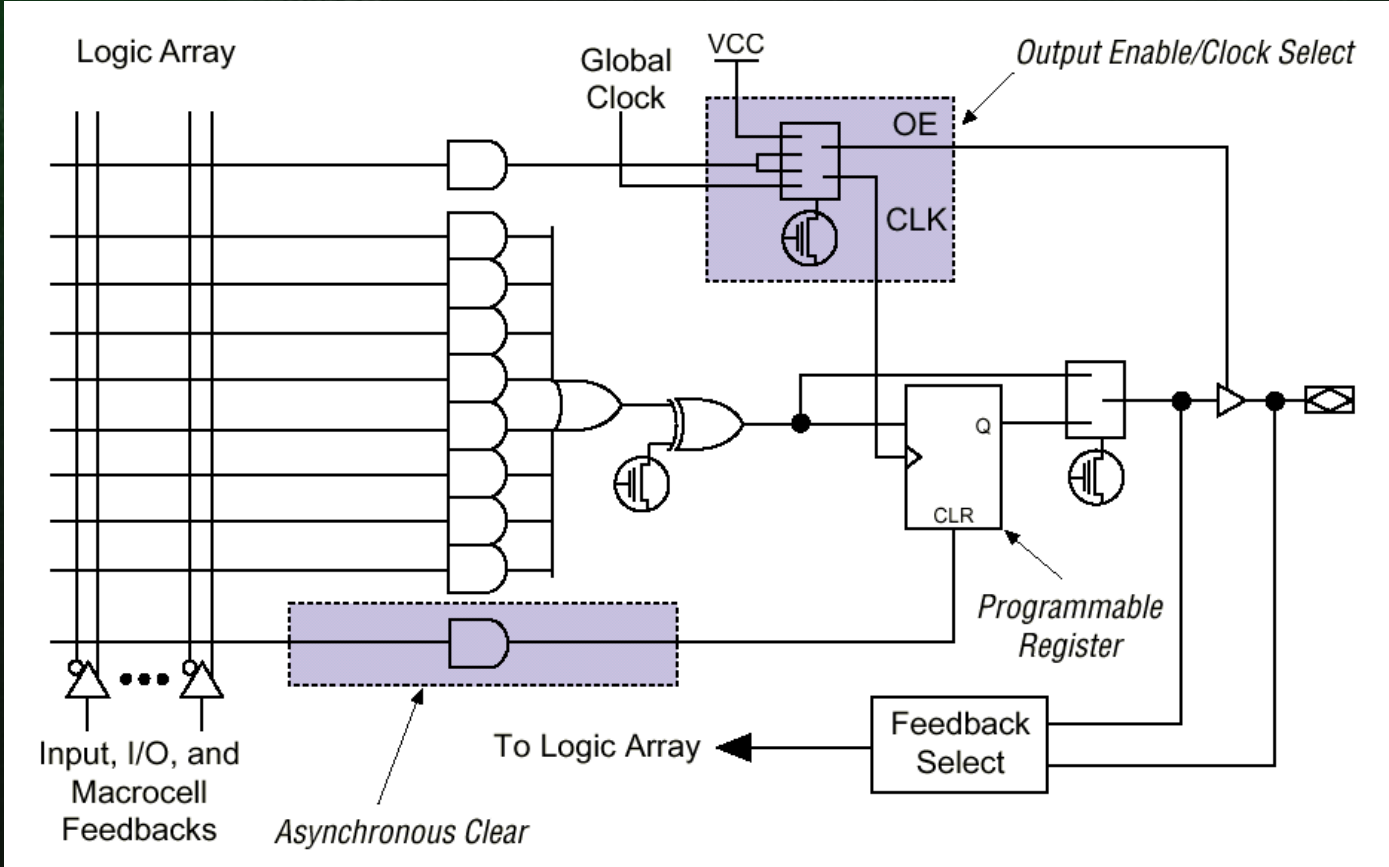 Logic Array
Global
Clock
VCC
Output Enable/Clock Select
OE
CLK
Q
CLR
Programmable
Register
Feedback
Select
To Logic Array
Input, I/O, and
Macrocell
Feedbacks
Asynchronous Clear